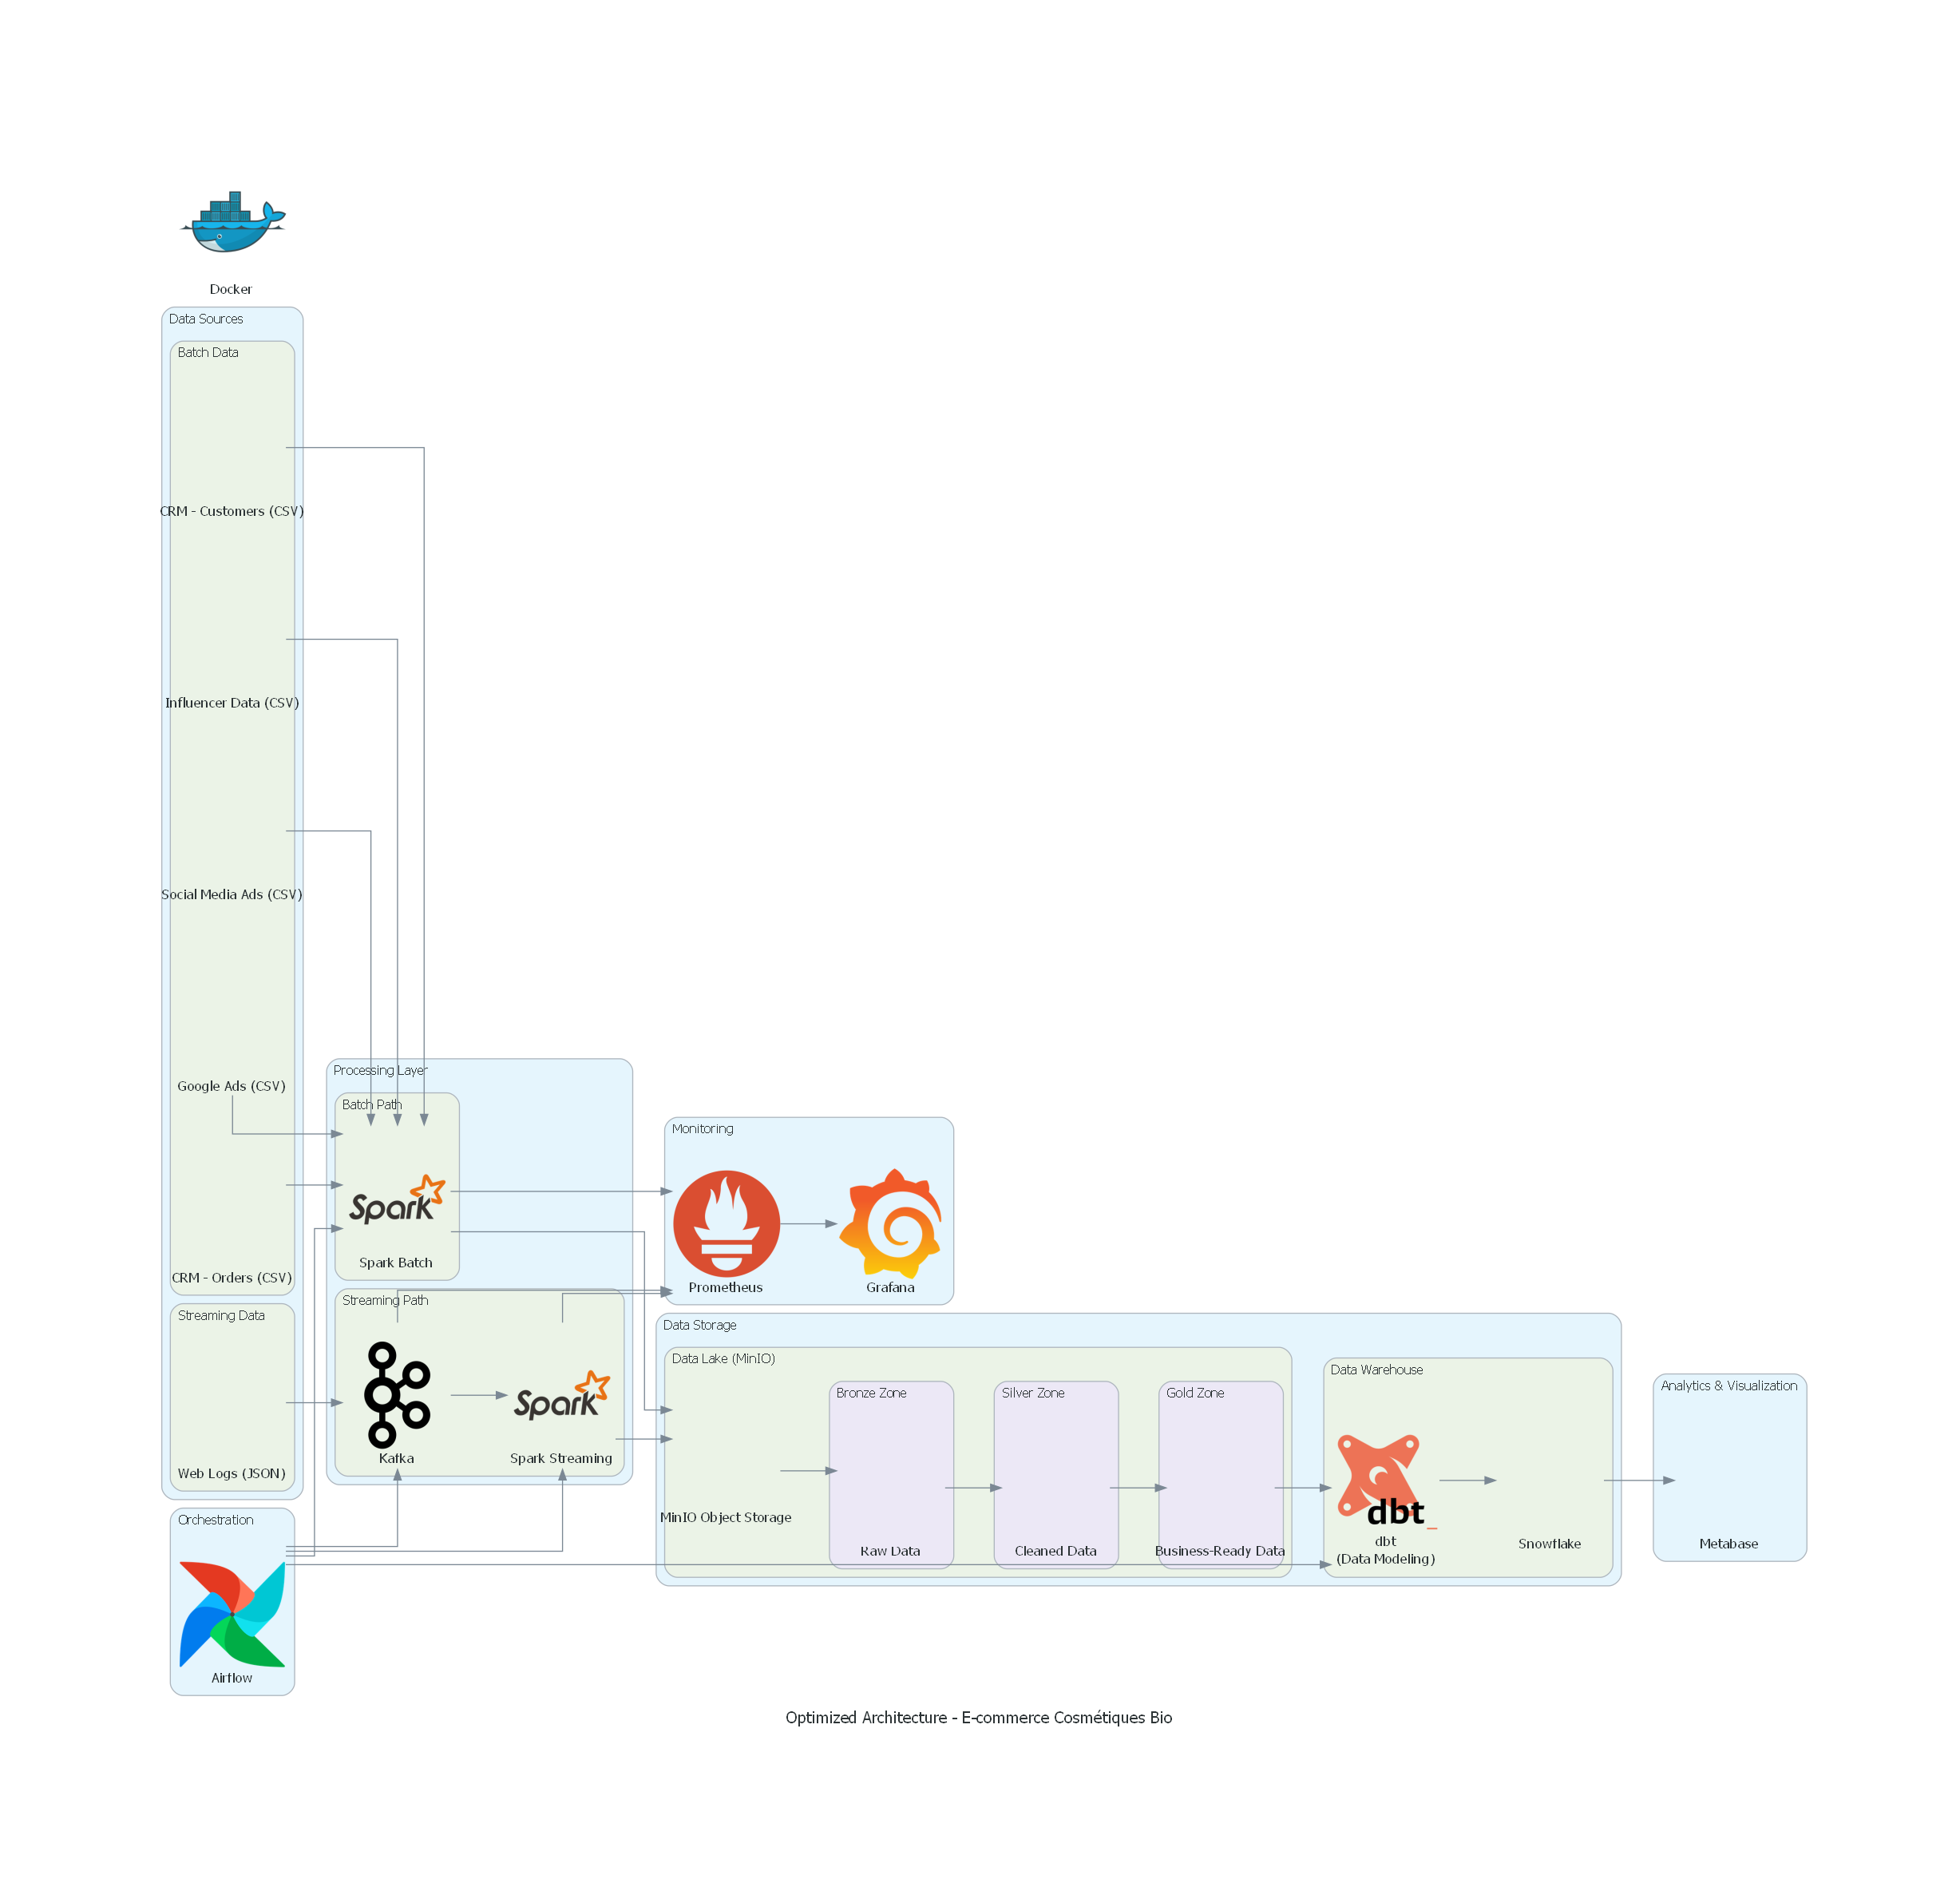 Docker
Data Sources
Batch Data
CRM - Customers (CSV)
Influencer Data (CSV)
Social Media Ads (CSV)
Google Ads (CSV)
CRM - Orders (CSV)
Streaming Data
Web Logs (JSON)
Orchestration
Airflow
Processing Layer
Batch Path
Spark
Spark Batch
Streaming Path
Kafka
Spark
Spark Streaming
Monitoring
Prometheus
Grafana
Data Storage
Data Lake (MinIO)
MinIO Object Storage
Bronze Zone
Raw Data
Silver Zone
Cleaned Data
Gold Zone
Business-Ready Data
Data Warehouse
dbt_
dbt
(Data Modeling)
Snowflake
Analytics & Visualization
Metabase
Optimized Architecture - E-commerce Cosmétiques Bio